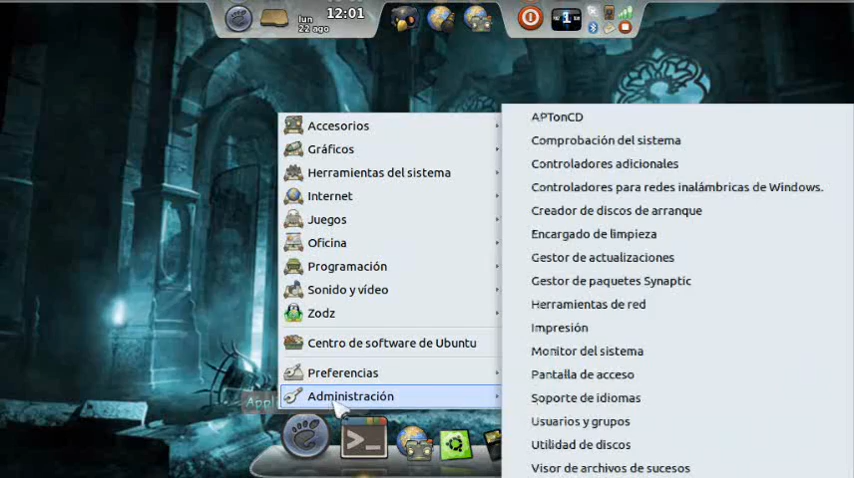 lun
22 ago
12:01
1
Accesorios
Gráficos
Herramientas del sistema
Internet
Juegos
Oficina
Programación
Sonido y vídeo
Zodz
Centro de software de Ubuntu
Preferencias
Administración
Appl
APTonCD
Comprobación del sistema
Controladores adicionales
Controladores para redes inalámbricas de Windows.
Creador de discos de arranque
Encargado de limpieza
Gestor de actualizaciones
Gestor de paquetes Synaptic
Herramientas de red
Impresión
Monitor del sistema
Pantalla de acceso
Soporte de idiomas
Usuarios y grupos
Utilidad de discos
Visor de archivos de sucesos
>_